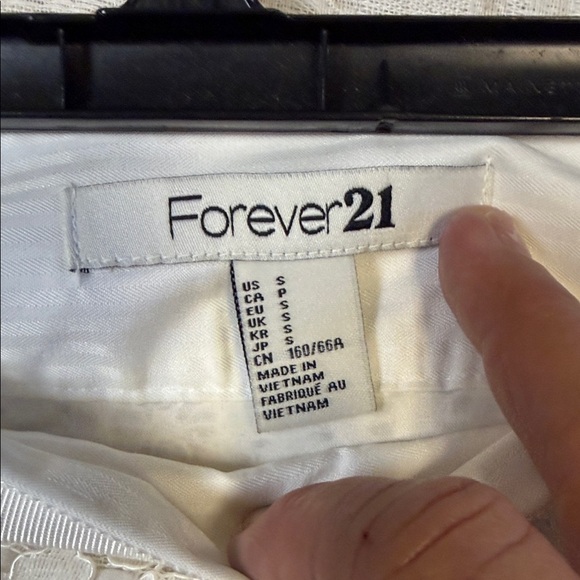 Forever21
US S
CA P
EU S
UK S
KR S
JP S
CN 160/66A
MADE IN
VIETNAM
FABRIQUÉ AU
VIETNAM